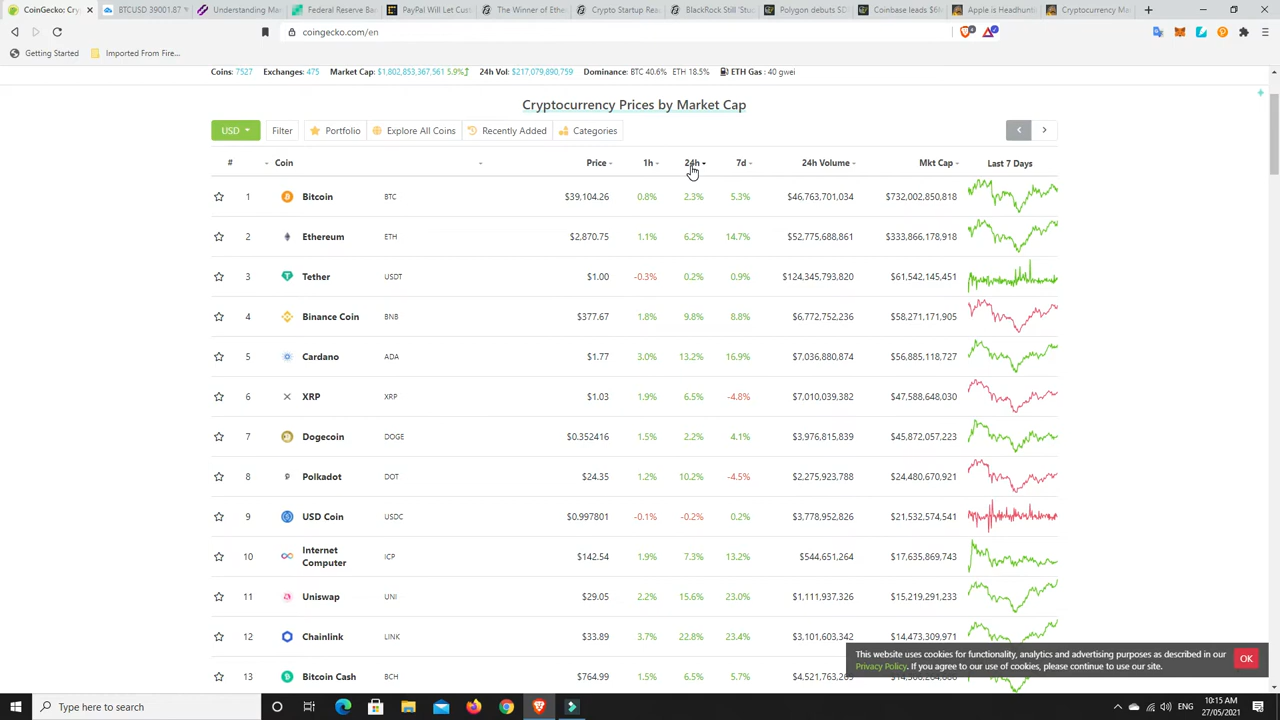 CoinGecko: Cry
BTCUSD 39001.87
Understanding Mar
Federal Reserve Be
PayPal Will Let Cust
The Winner of Ethe
Crypto Startup Rea
BlackRock Still 'Stud
Polygon debuts SD
Coinbase leads $6
Apple is Headhunti
Cryptocurrency Ma
coingecko.com/en
Getting Started
Imported From Fire...
Coins: 7527 Exchanges: 475 Market Cap: $1,802,853,367,561 5.9% 24h Vol: $217,079,890,759 Dominance: BTC 40.6% ETH 18.5% ETH Gas : 40 gwei
Cryptocurrency Prices by Market Cap
USD Filter Portfolio Explore All Coins Recently Added Categories
# Coin Price 1h 24h 7d 24h Volume Mkt Cap Last 7 Days
1 Bitcoin BTC $39,104.26 0.8% 2.3% 5.3% $46,763,701,034 $732,002,850,818
2 Ethereum ETH $2,870.75 1.1% 6.2% 14.7% $52,775,688,861 $333,866,178,918
3 Tether USDT $1.00 -0.3% 0.2% 0.9% $124,345,793,820 $61,542,145,451
4 Binance Coin BNB $377.67 1.8% 9.8% 8.8% $6,772,752,236 $58,271,171,905
5 Cardano ADA $1.77 3.0% 13.2% 16.9% $7,036,880,874 $56,885,118,727
6 XRP XRP $1.03 1.9% 6.5% -4.8% $7,010,039,382 $47,588,648,030
7 Dogecoin DOGE $0.352416 1.5% 2.2% 4.1% $3,976,815,839 $45,872,057,223
8 Polkadot DOT $24.35 1.2% 10.2% -4.5% $2,275,923,788 $24,480,670,921
9 USD Coin USDC $0.997801 -0.1% -0.2% 0.2% $3,778,952,826 $21,532,574,541
10 Internet Computer ICP $142.54 1.9% 7.3% 13.2% $544,651,264 $17,635,869,743
11 Uniswap UNI $29.05 2.2% 15.6% 23.0% $1,111,937,326 $15,219,291,233
12 Chainlink LINK $33.89 3.7% 22.8% 23.4% $3,101,603,342 $14,473,309,971
13 Bitcoin Cash BCH $764.99 1.5% 6.5% 5.7%
This website uses cookies for functionality, analytics and advertising purposes as described in our
Privacy Policy. If you agree to our use of cookies, please continue to use our site.
OK
Type here to search
ENG
10:15 AM
27/05/2021